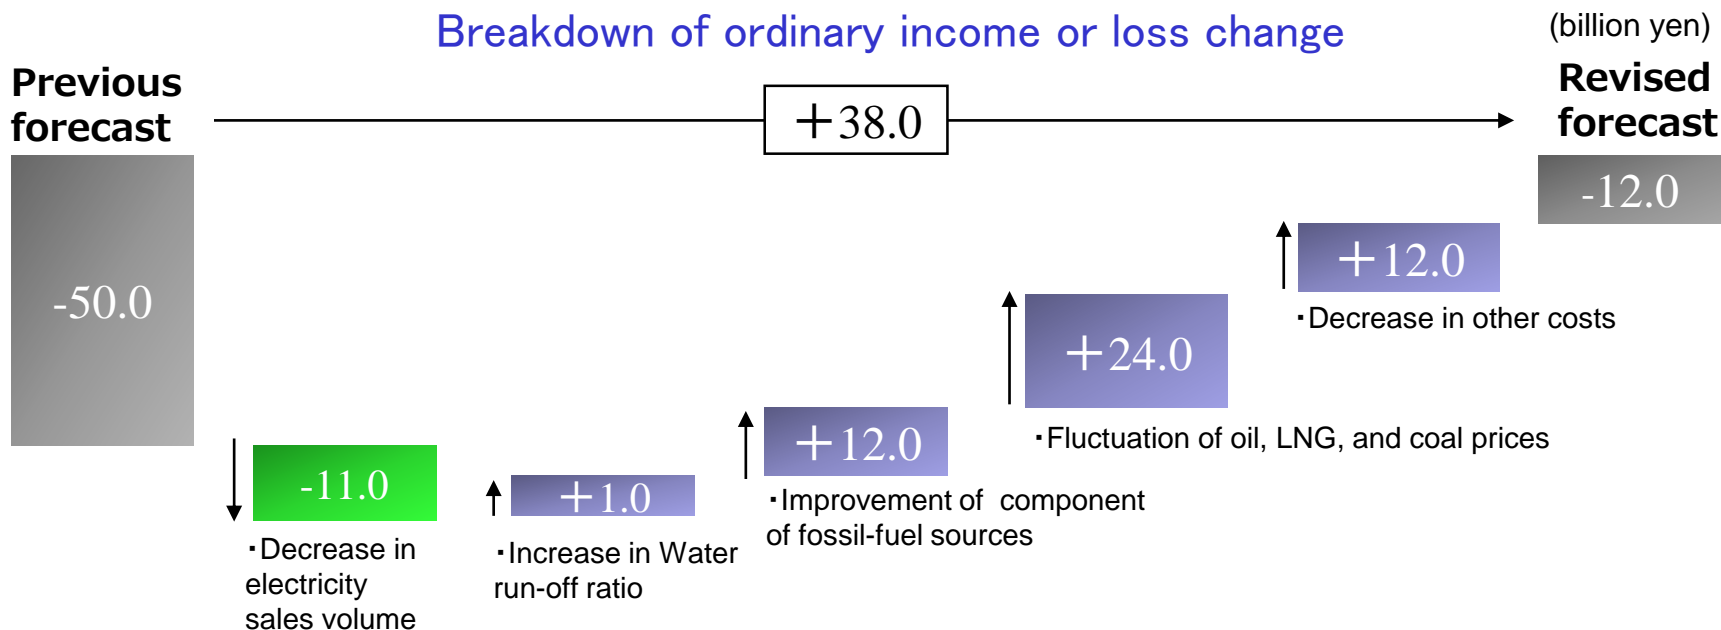 Breakdown of ordinary income or loss change
(billion yen)
Previous
forecast
+38.0
Revised
forecast
-50.0
-11.0
・Decrease in
electricity
sales volume
+1.0
・Increase in Water
run-off ratio
+12.0
・Improvement of component
of fossil-fuel sources
+24.0
・Fluctuation of oil, LNG, and coal prices
+12.0
・Decrease in other costs
-12.0